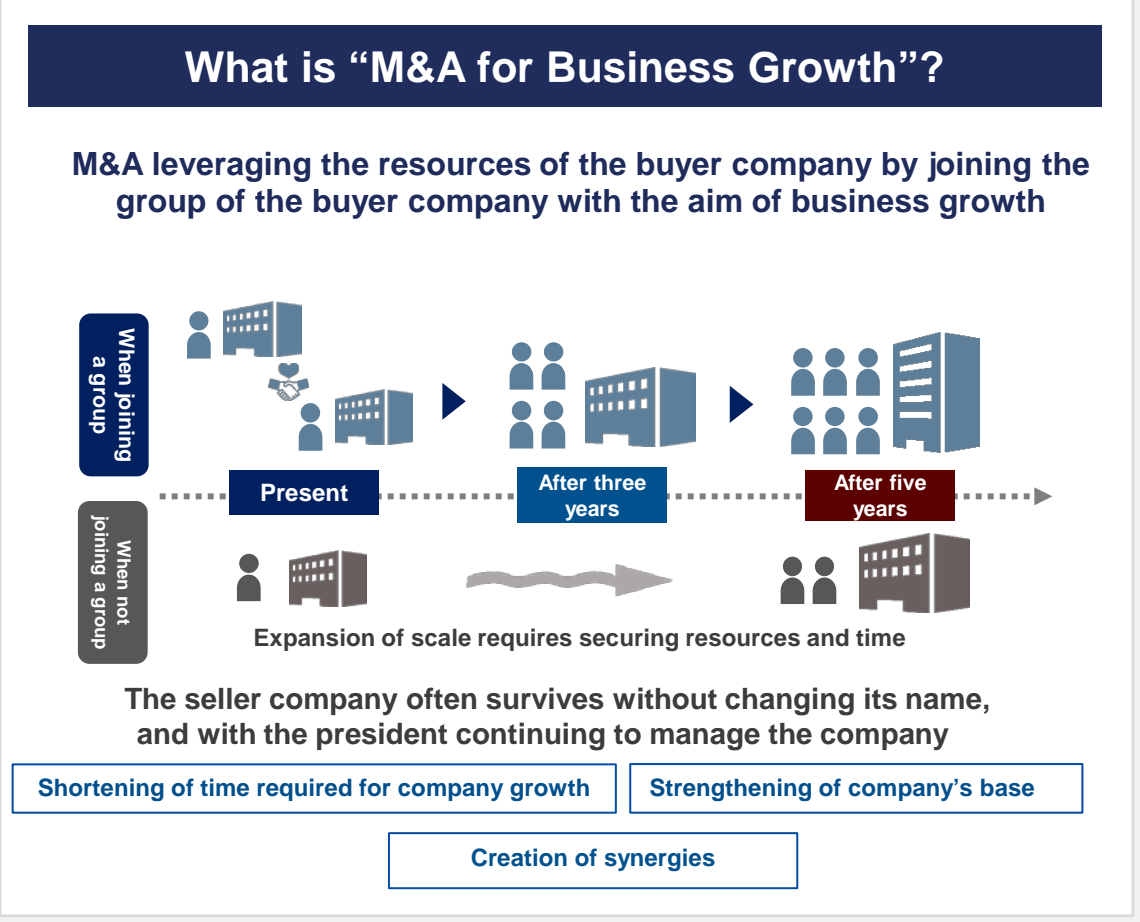 What is “M&A for Business Growth”?
M&A leveraging the resources of the buyer company by joining the
group of the buyer company with the aim of business growth
When joining
a group
Present
After three
years
After five
years
When not
joining a group
Expansion of scale requires securing resources and time
The seller company often survives without changing its name,
and with the president continuing to manage the company
Shortening of time required for company growth
Strengthening of company’s base
Creation of synergies